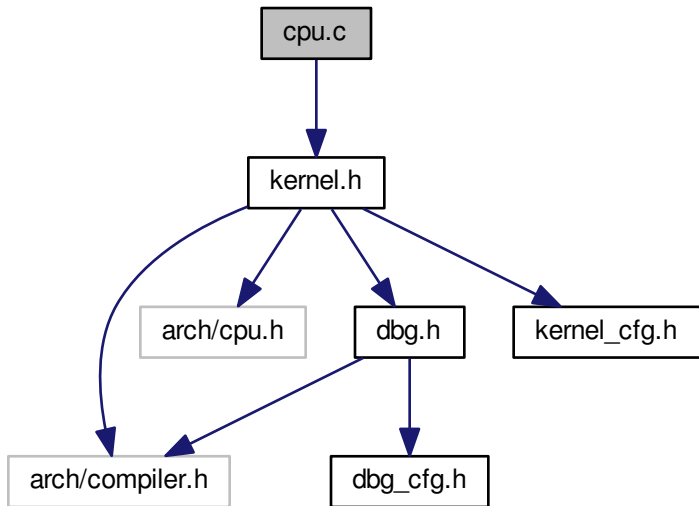 cpu.c
kernel.h
arch/cpu.h
dbg.h
kernel_cfg.h
arch/compiler.h
dbg_cfg.h